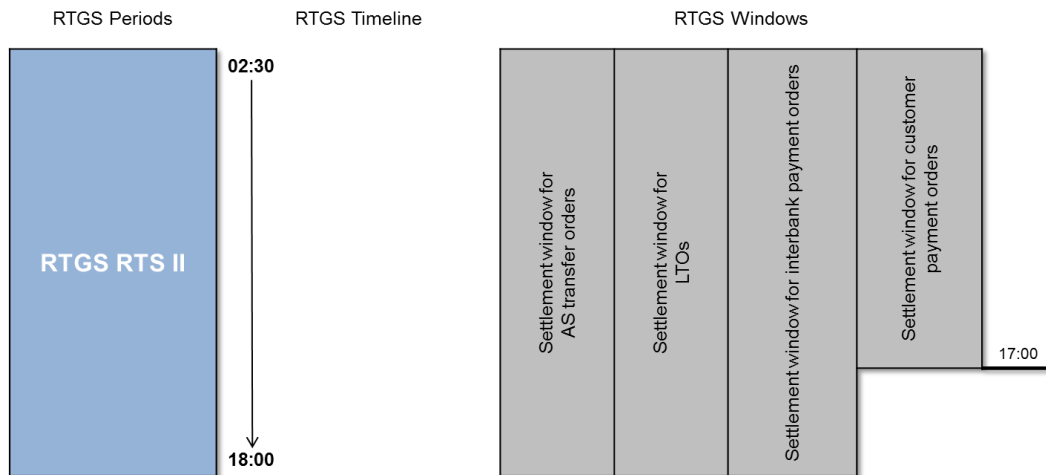 RTGS Periods
RTGS Timeline
RTGS Windows
02:30
RTGS RTS II
18:00
Settlement window for
AS transfer orders
Settlement window for
LTOs
Settlement window for interbank payment orders
Settlement window for customer
payment orders
17:00